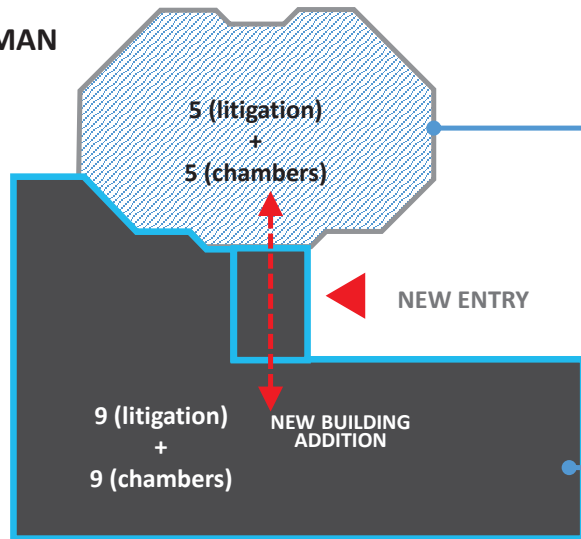 MAN
5 (litigation)
+
5 (chambers)
NEW ENTRY
9 (litigation)
+
9 (chambers)
NEW BUILDING
ADDITION